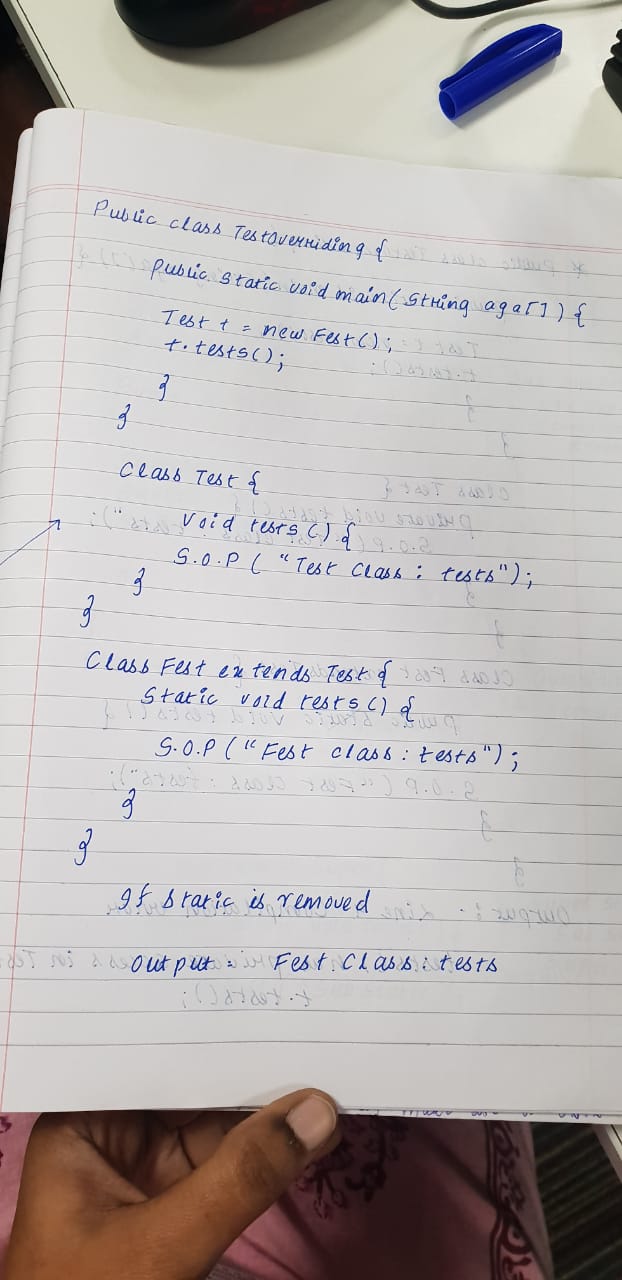 Public class TestOverriding {
Public static void main(String aga[]) {
Test t = new Fest();
t.tests();
}
}
Class Test {
Void tests() {
S.O.P ( "Test Class : tests");
}
}
Class Fest extends Test {
Static void tests() {
S.O.P ("Fest class : tests");
}
}
If static is removed
Output :- Fest Class : tests